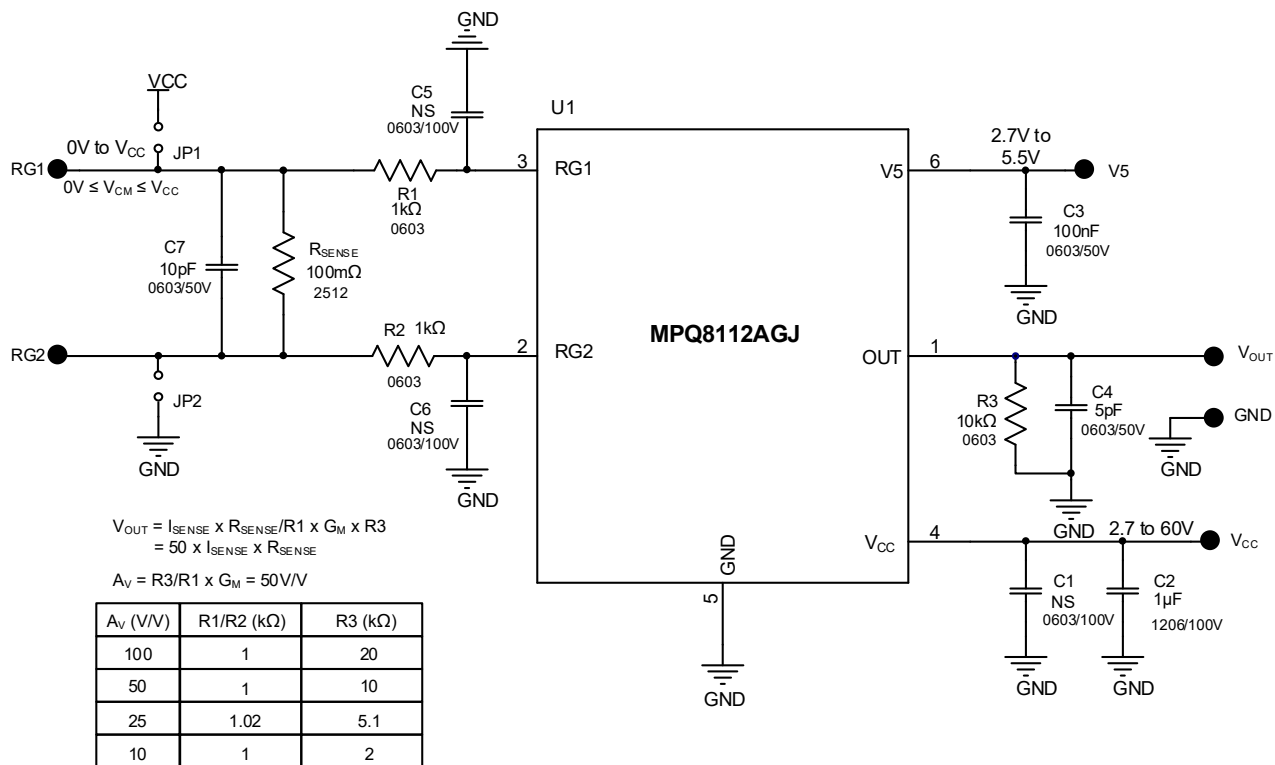 GND
VCC
C5
NS
0603/100V
U1
0V to VCC
JP1
RG1
0V ≤ VCM ≤ VCC
R1
1kΩ
0603
3
RG1
2.7V to
5.5V
V5
6
V5
C3
100nF
0603/50V
GND
C7
10pF
0603/50V
RSENSE
100mΩ
2512
MPQ8112AGJ
R2 1kΩ
RG2
0603
2
RG2
OUT
1
VOUT
JP2
GND
C6
NS
0603/100V
GND
R3
10kΩ
0603
C4
5pF
0603/50V
GND
GND
GND
VOUT = ISENSE x RSENSE/R1 x GM x R3
= 50 x ISENSE x RSENSE
AV = R3/R1 x GM = 50V/V
VCC
4
2.7 to 60V
VCC
GND
5
GND
C1
NS
0603/100V
GND
C2
1µF
1206/100V
GND
AV (V/V) R1/R2 (kΩ) R3 (kΩ)
100 1 20
50 1 10
25 1.02 5.1
10 1 2